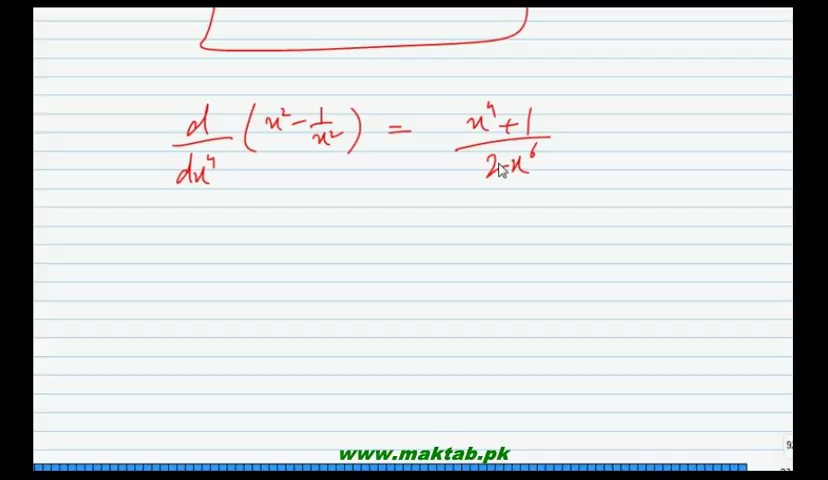 d/dx⁴ (x² - 1/x²) = x⁴ + 1 / 2x⁶
www.maktab.pk